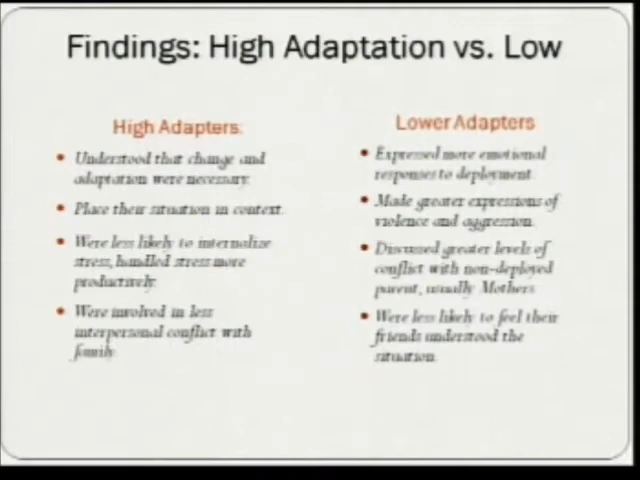 Findings: High Adaptation vs. Low
High Adapters:
Understood that change and
adaptation were necessary.
Place their situation in context.
Were less likely to internalize
stress, handled stress more
productively.
Were involved in less
interpersonal conflict with
family.
Lower Adapters
Expressed more emotional
responses to deployment.
Made greater expressions of
violence and aggression.
Discussed greater levels of
conflict with non-deployed
parent, usually Mothers
Were less likely to feel their
friends understood the
situation.